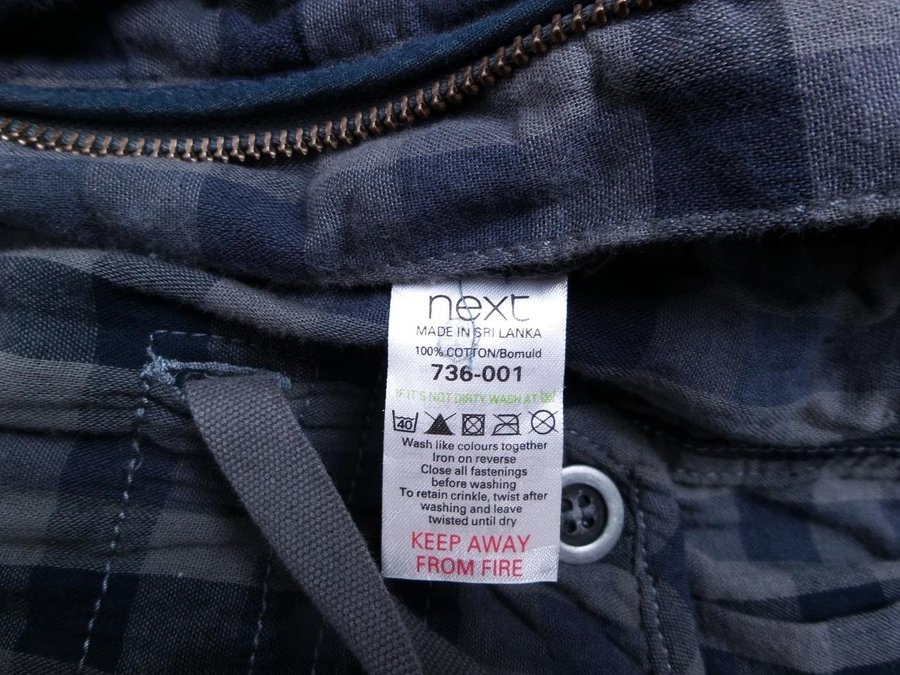 next
MADE IN SRI LANKA
100% COTTON/Bomuld
736-001
IF IT'S NOT DIRTY WASH AT 30°
40
Wash like colours together
Iron on reverse
Close all fastenings
before washing
To retain crinkle, twist after
washing and leave
twisted until dry
KEEP AWAY
FROM FIRE